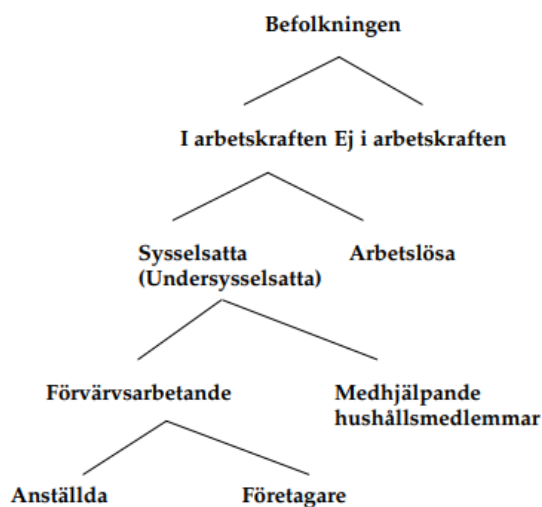 Befolkningen
I arbetskraften Ej i arbetskraften
Sysselsatta
(Undersysselsatta)
Arbetslösa
Förvärvsarbetande
Medhjälpande
hushållsmedlemmar
Anställda
Företagare